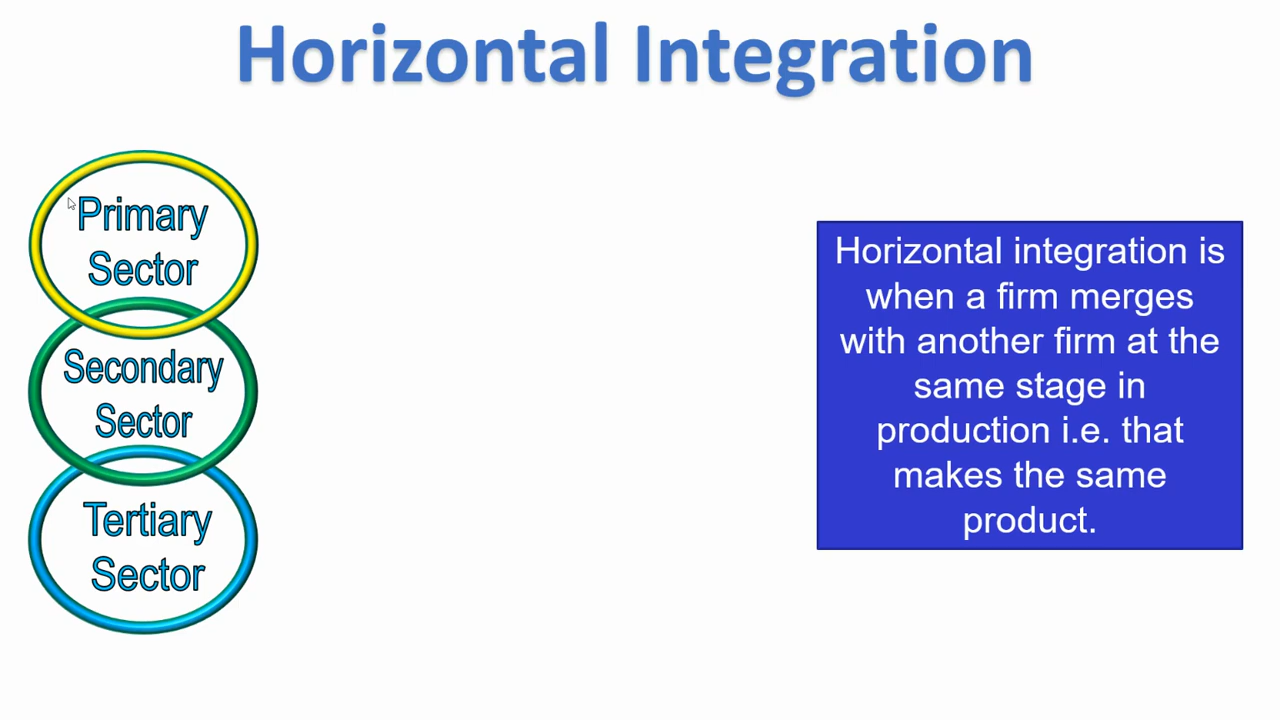 Horizontal Integration
Primary
Sector
Secondary
Sector
Tertiary
Sector
Horizontal integration is
when a firm merges
with another firm at the
same stage in
production i.e. that
makes the same
product.